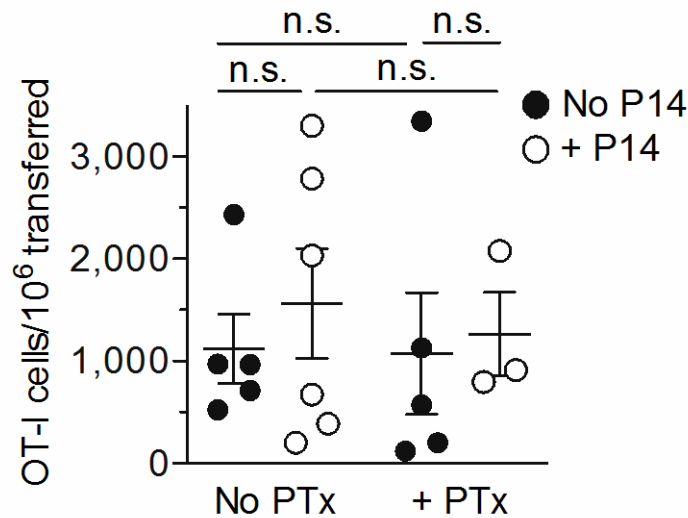 n.s.
n.s.
n.s.
n.s.
No P14
+ P14
OT-I cells/10⁶ transferred
3,000
2,000
1,000
0
No PTx
+ PTx